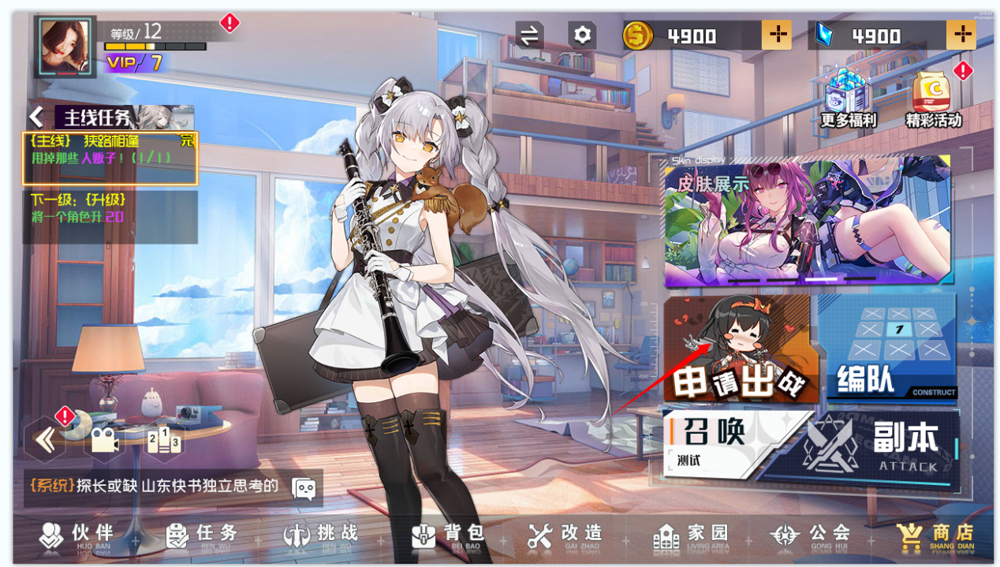 等级/ 12
VIP/ 7
4900
4900
更多福利
精彩活动
主线任务
{主线} 狭路相逢 完
甩掉那些 人贩子! (1/1)
下一级: {升级}
将一个角色升 20
Skin display
皮肤展示
申请出战
1
编队
CONSTRUCT
召唤
测试
副本
ATTACK
2 1 3
{系统}探长或缺 山东快书独立思考的
伙伴 任务 挑战 背包 改造 家园 公会 商店
HUO BAN REN WU REN WU BEI BAO GAI ZHAO LIVING AREA GONG HUI SHANG DIAN